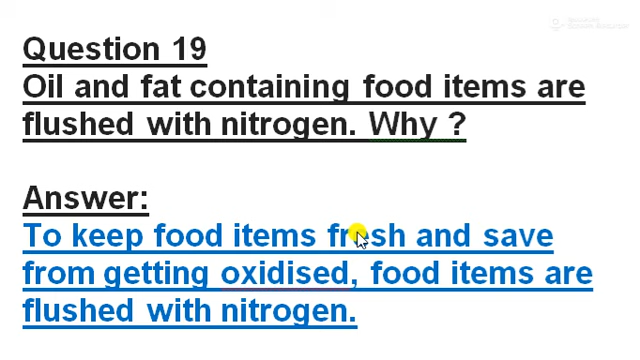 Question 19
Oil and fat containing food items are
flushed with nitrogen. Why ?
Answer:
To keep food items fresh and save
from getting oxidised, food items are
flushed with nitrogen.